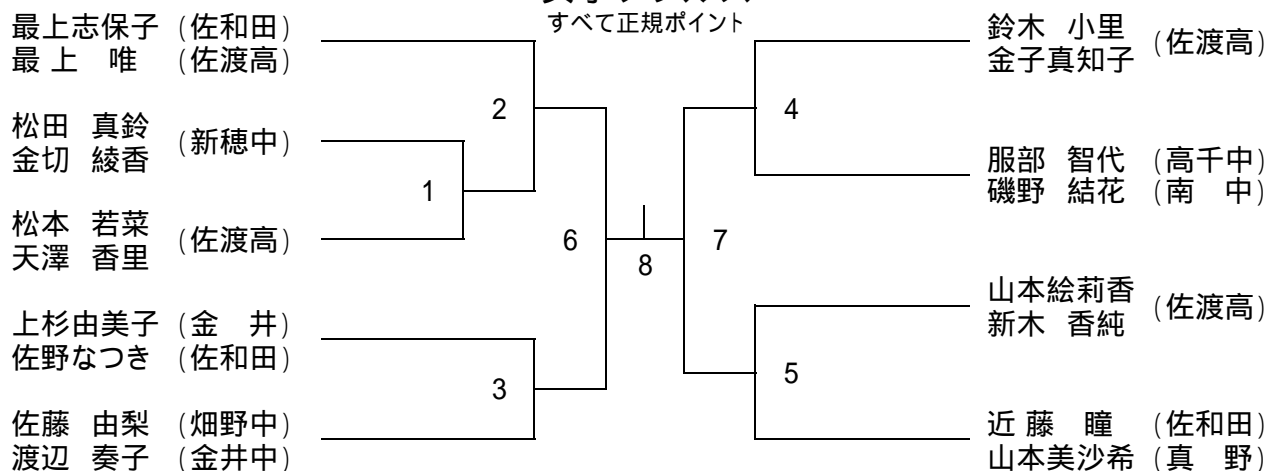 すべて正規ポイント
最上志保子 (佐和田)
最 上 唯 (佐渡高)
2
松田 真鈴
金切 綾香
(新穂中)
1
松本 若菜
天澤 香里
(佐渡高)
6
上杉由美子 (金 井)
佐野なつき (佐和田)
3
佐藤 由梨 (畑野中)
渡辺 奏子 (金井中)
8
鈴木 小里
金子真知子
(佐渡高)
4
服部 智代 (高千中)
磯野 結花 (南 中)
7
山本絵莉香
新木 香純
(佐渡高)
5
近 藤 瞳 (佐和田)
山本美沙希 (真 野)